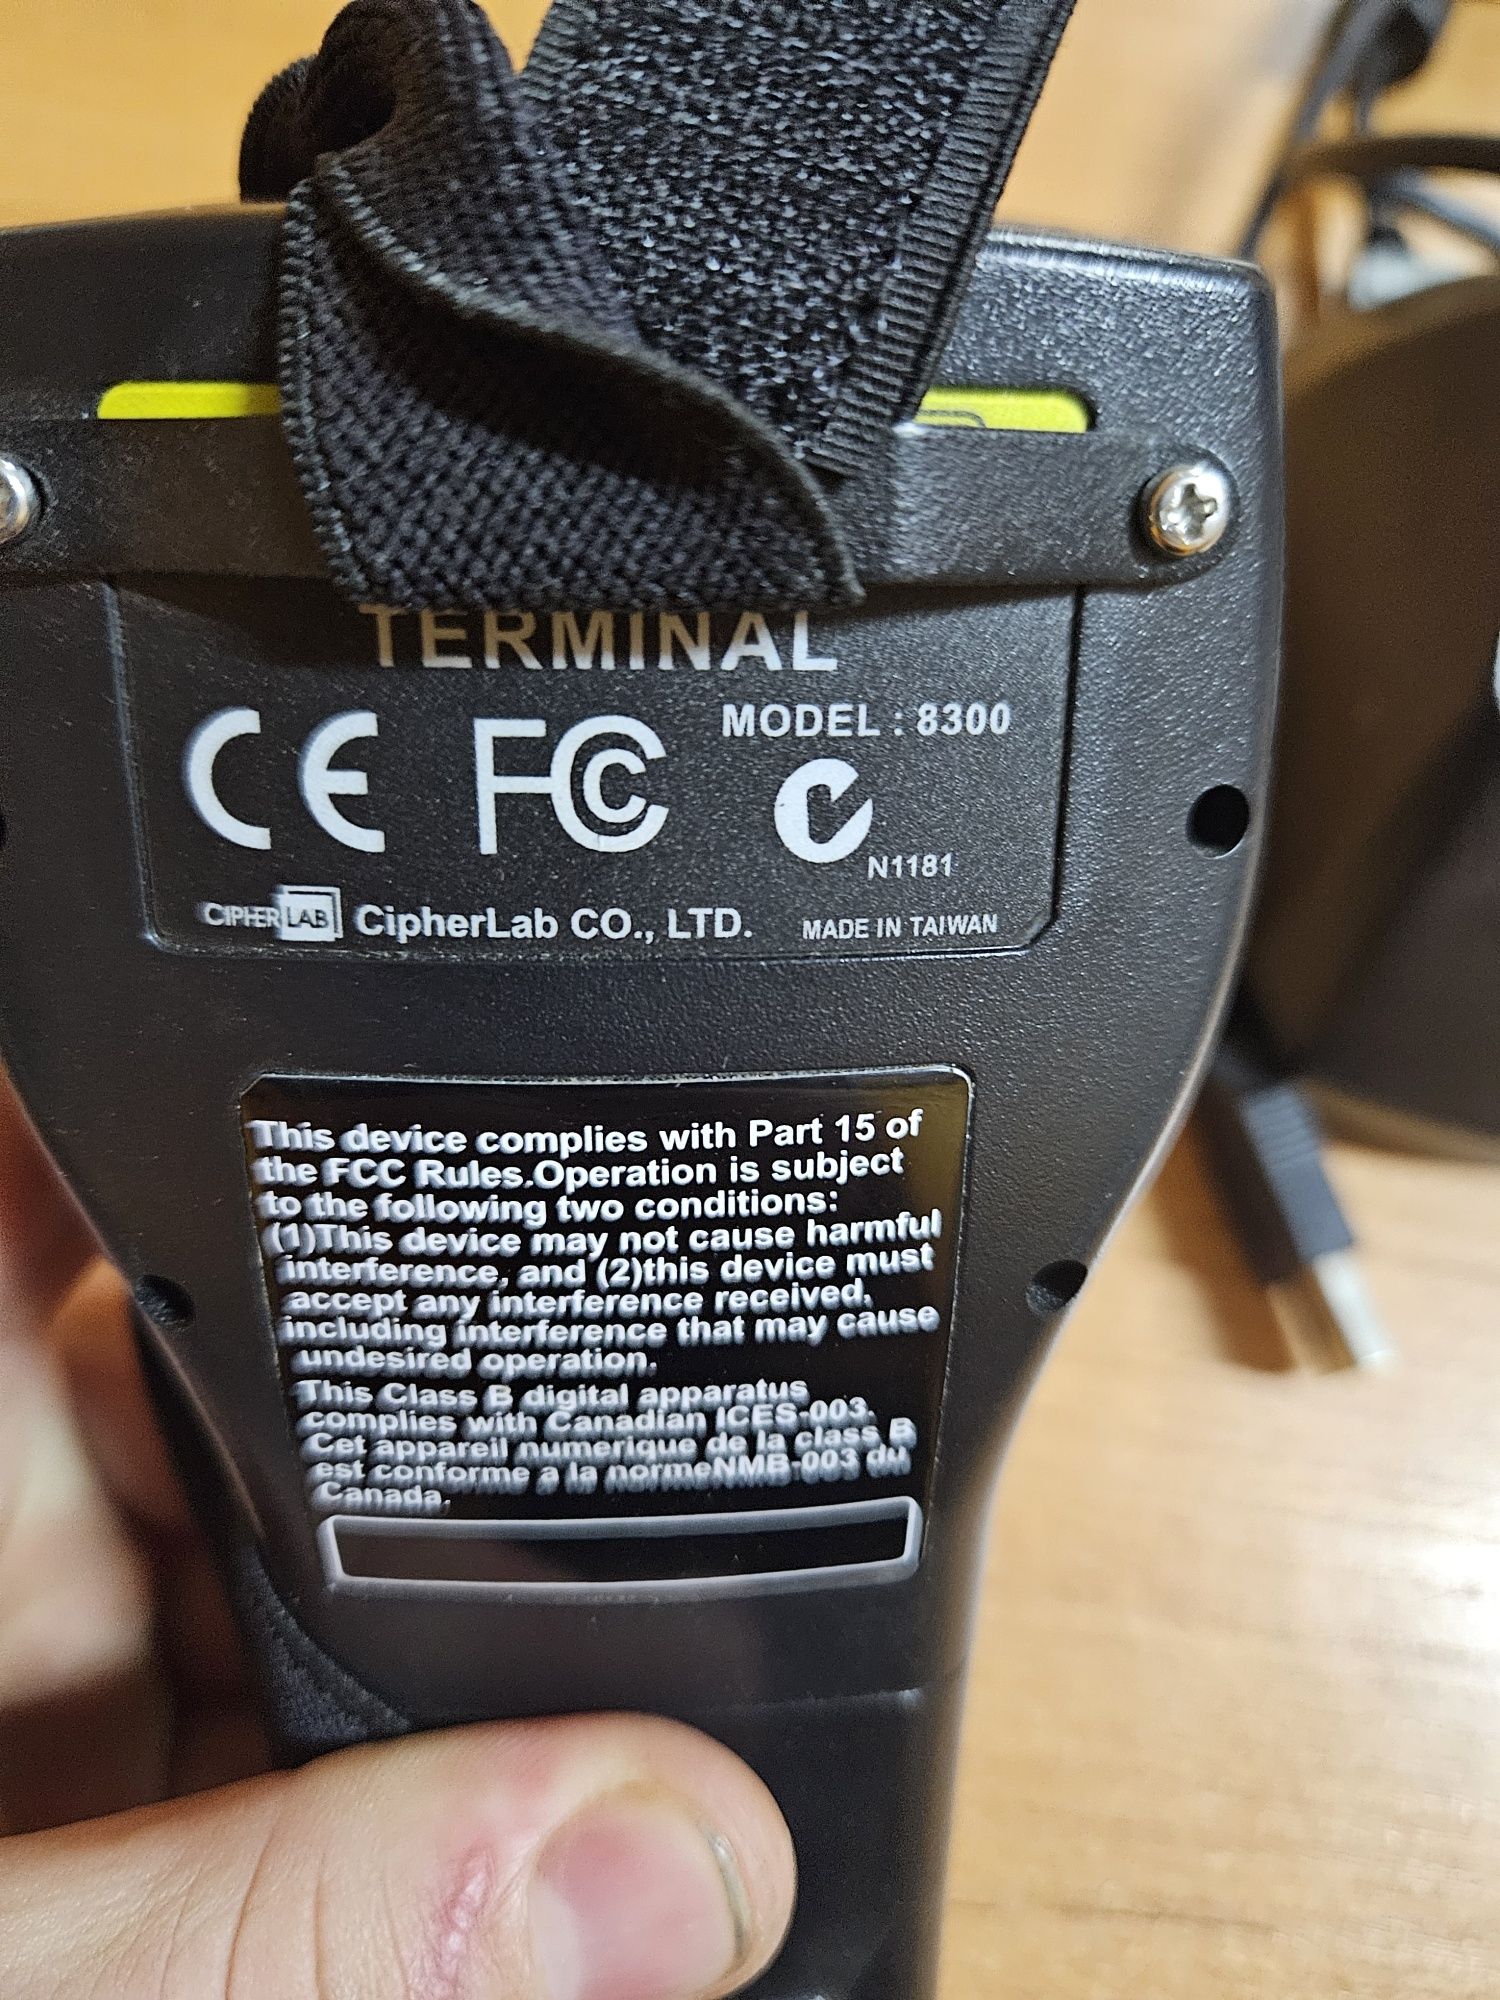 TERMINAL
CE FCC MODEL : 8300
N1181
CIPHERLAB CipherLab CO., LTD. MADE IN TAIWAN
This device complies with Part 15 of
the FCC Rules.Operation is subject
to the following two conditions:
(1)This device may not cause harmful
interference, and (2)this device must
accept any interference received,
including interference that may cause
undesired operation.
This Class B digital apparatus
complies with Canadian ICES-003.
Cet appareil numerique de la class B
est conforme a la normeNMB-003 du
Canada.